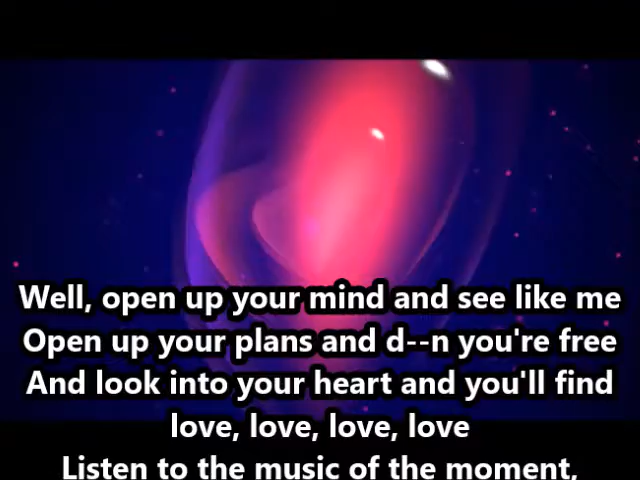 Well, open up your mind and see like me
Open up your plans and d--n you're free
And look into your heart and you'll find
love, love, love, love
Listen to the music of the moment,